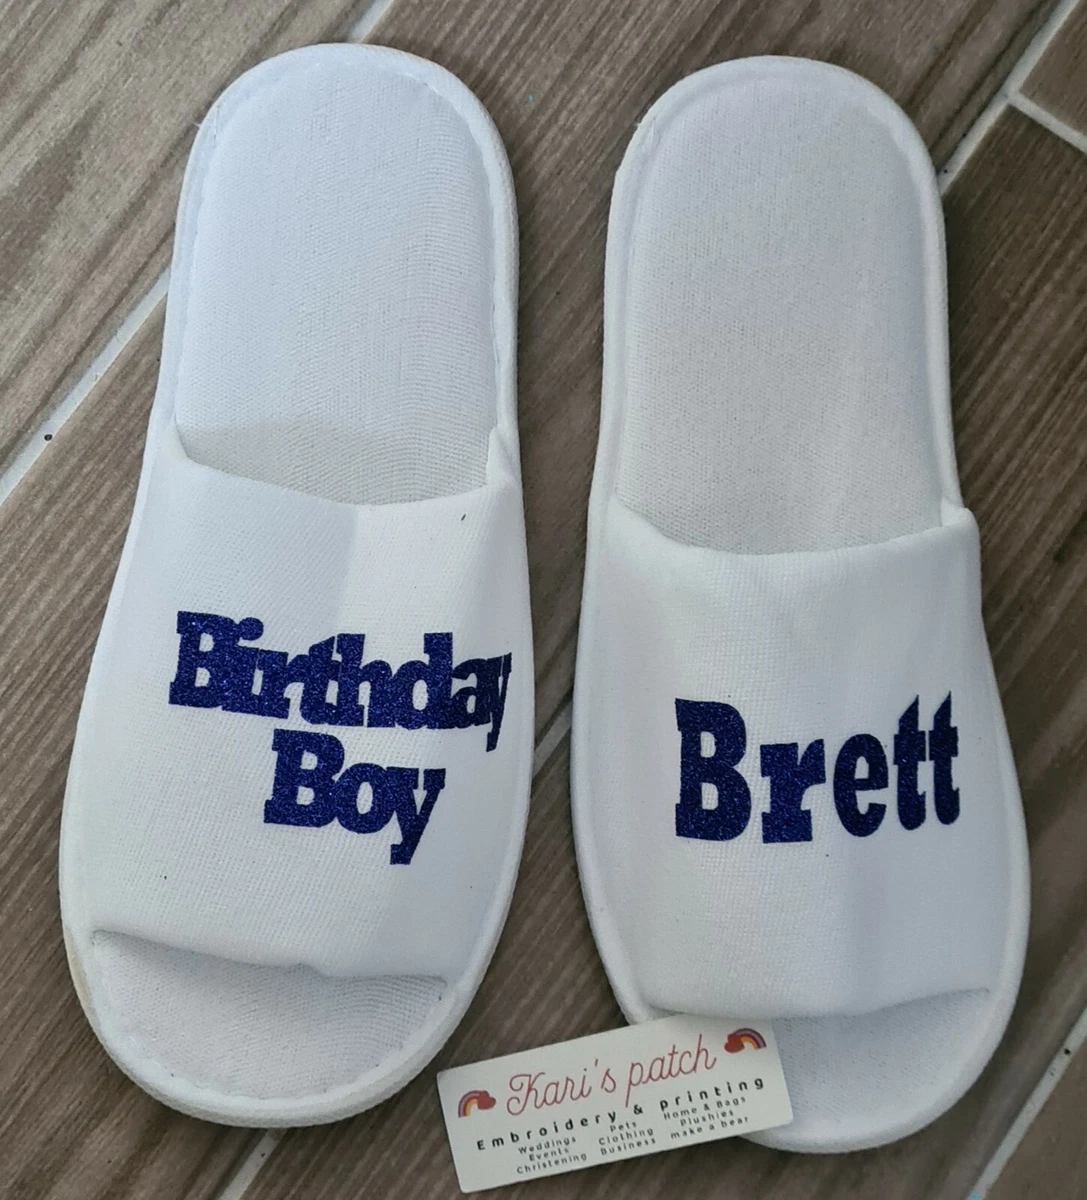 Birthday
Boy
Brett
Kari's patch
Embroidery & printing
Weddings Pets Home & Bags
Events Clothing Plushies
Christening Business make a bear